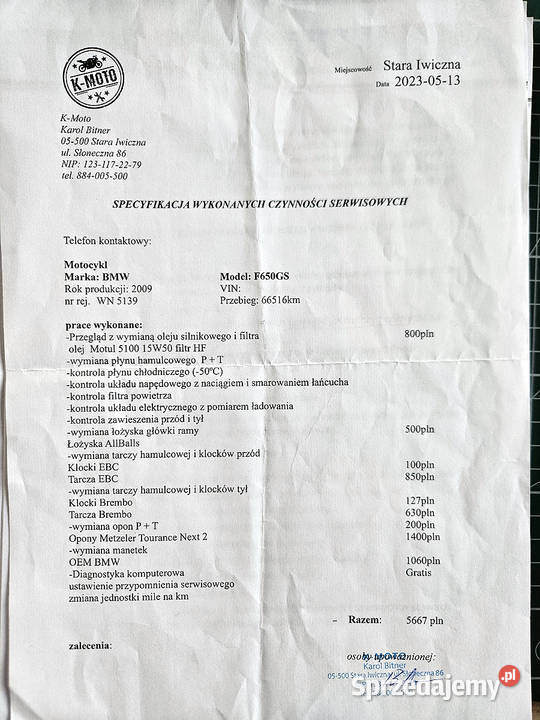 K-MOTO
Miejscowość Stara Iwiczna
Data 2023-05-13
K-Moto
Karol Bitner
05-500 Stara Iwiczna
ul. Słoneczna 86
NIP: 123-117-22-79
tel. 884-005-500
SPECYFIKACJA WYKONANYCH CZYNNOŚCI SERWISOWYCH
Telefon kontaktowy:
Motocykl
Marka: BMW Model: F650GS
Rok produkcji: 2009 VIN:
nr rej. WN 5139 Przebieg: 66516km
prace wykonane:
-Przegląd z wymianą oleju silnikowego i filtra 800pln
olej Motul 5100 15W50 filtr HF
-wymiana płynu hamulcowego P + T
-kontrola płynu chłodniczego (-50ºC)
-kontrola układu napędowego z naciągiem i smarowaniem łańcucha
-kontrola filtra powietrza
-kontrola układu elektrycznego z pomiarem ładowania
-kontrola zawieszenia przód i tył
-wymiana łożyska główki ramy 500pln
Łożyska AllBalls
-wymiana tarczy hamulcowej i klocków przód
Klocki EBC 100pln
Tarcza EBC 850pln
-wymiana tarczy hamulcowej i klocków tył
Klocki Brembo 127pln
Tarcza Brembo 630pln
-wymiana opon P + T 200pln
Opony Metzeler Tourance Next 2 1400pln
-wymiana manetek
OEM BMW 1060pln
-Diagnostyka komputerowa Gratis
ustawienie przypomnienia serwisowego
zmiana jednostki mile na km
- Razem: 5667 pln
zalecenia: osoby upoważnionej:
K-MOTO
Karol Bitner
05-500 Stara Iwiczna, ul. Słoneczna 86
Sprzedajemy.pl